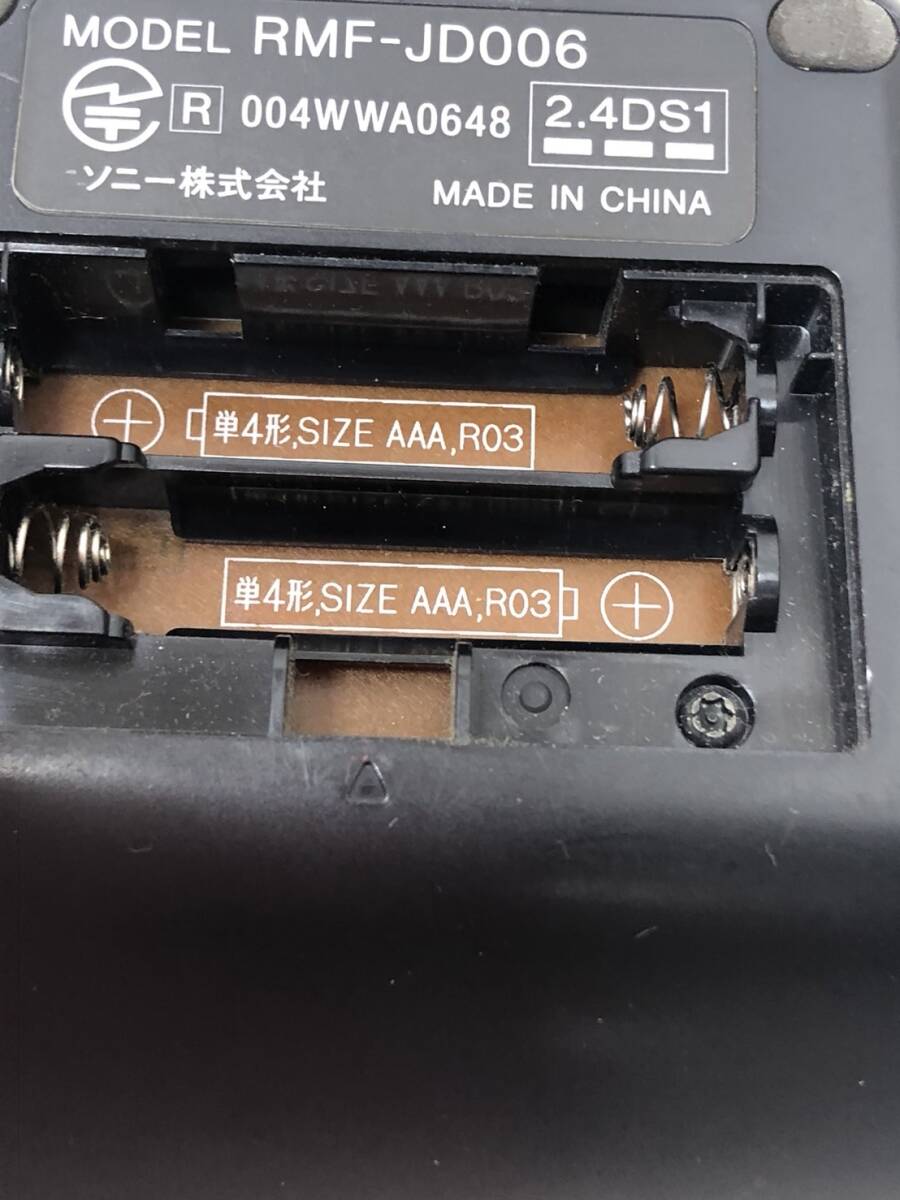 MODEL RMF-JD006
R 004WWA0648 2.4DS1
ソニー株式会社 MADE IN CHINA
単4形,SIZE AAA,R03
単4形,SIZE AAA,R03